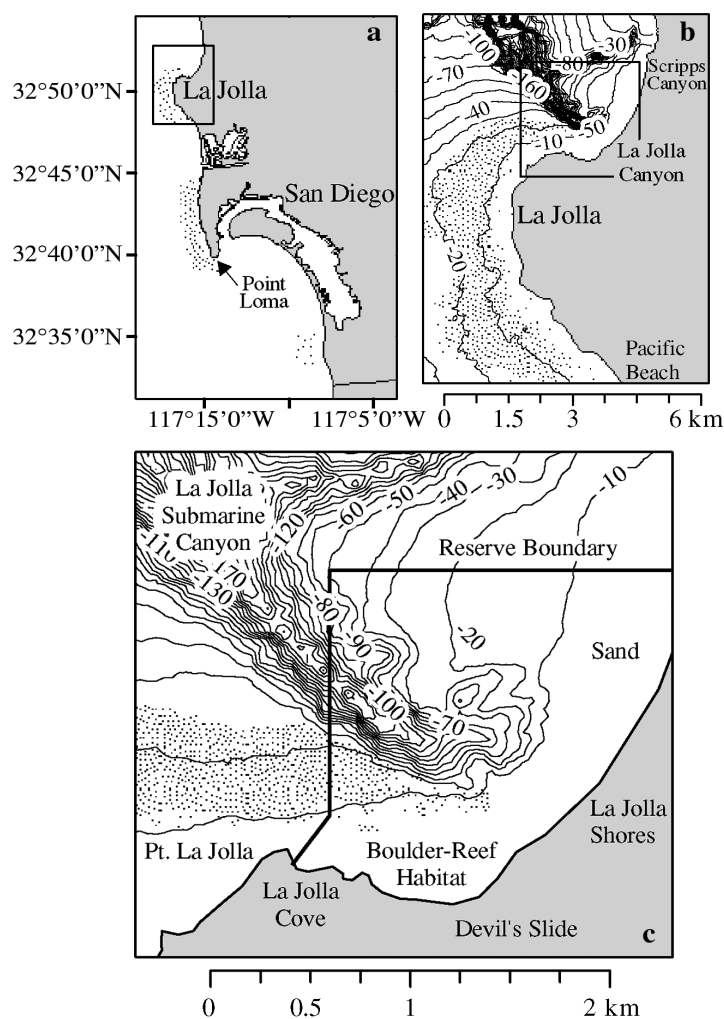 a
32°50'0"N
La Jolla
32°45'0"N
San Diego
32°40'0"N
Point
Loma
32°35'0"N
117°15'0"W
117°5'0"W
b
-100
-30
-80
-70
Scripps
Canyon
60
-40
-50
-10
La Jolla
Canyon
La Jolla
-20
Pacific
Beach
0
1.5
3
6 km
La Jolla
Submarine
Canyon
-10
-30
-40
-50
-60
-120
-110
170
-130
Reserve Boundary
-80
-20
-90
Sand
-100
-70
La Jolla
Shores
Pt. La Jolla
Boulder-Reef
Habitat
La Jolla
Cove
Devil's Slide
c
0
0.5
1
2 km